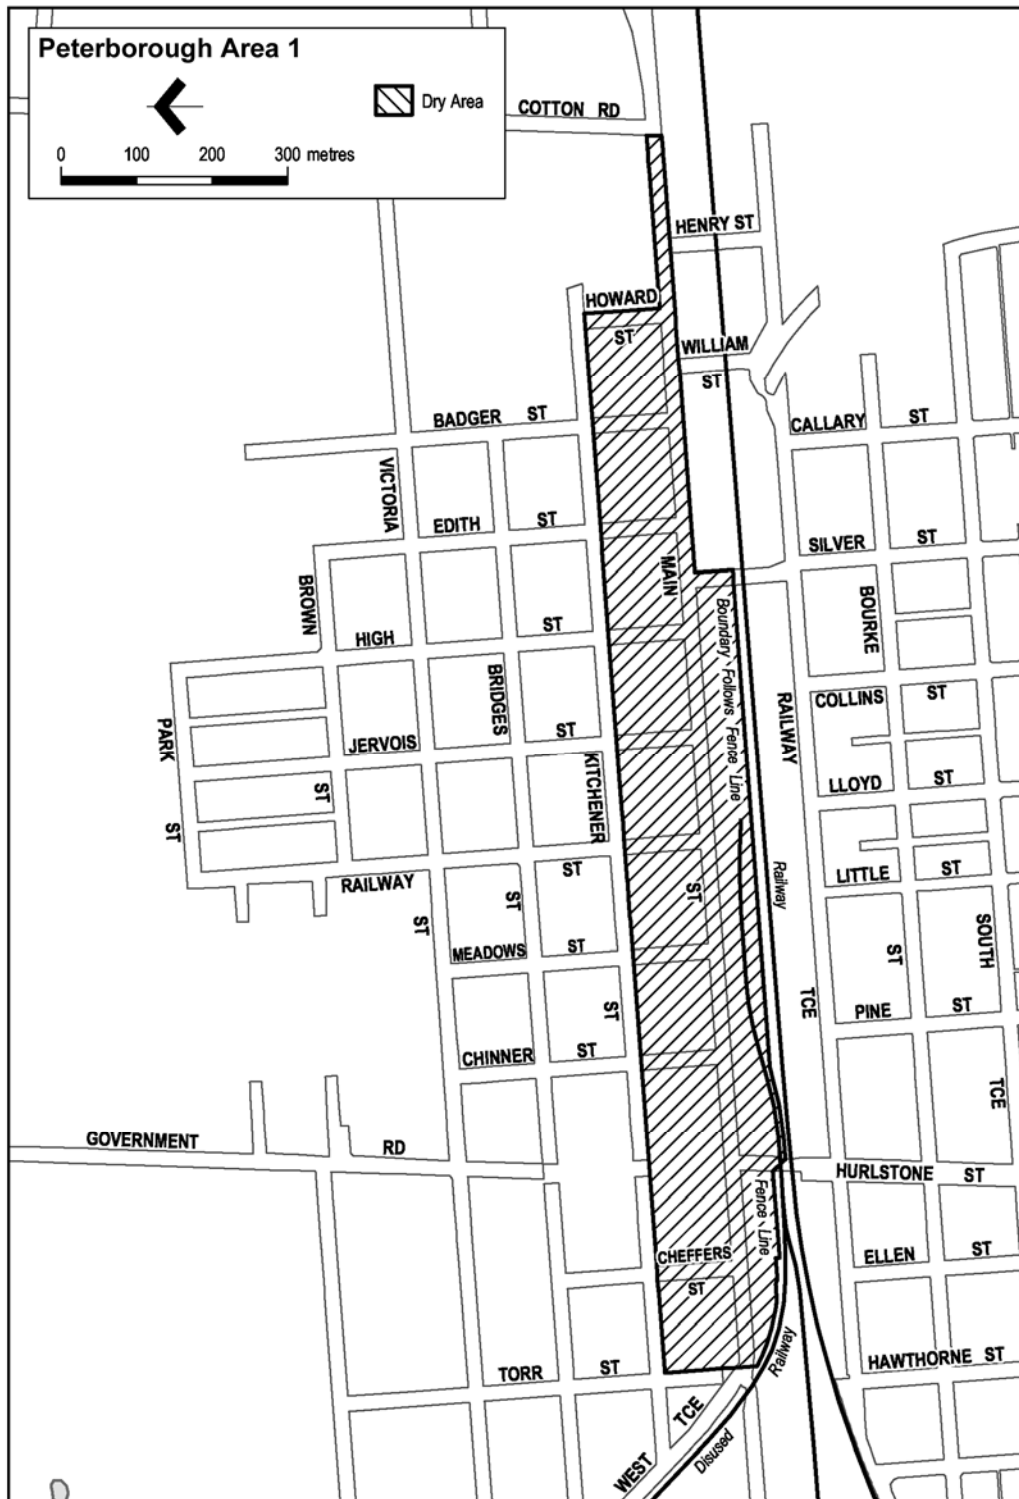 Peterborough Area 1
Dry Area
0 100 200 300 metres
COTTON RD
HENRY ST
HOWARD
ST
WILLIAM
ST
BADGER ST
CALLARY ST
VICTORIA
EDITH ST
SILVER ST
MAIN
BROWN
BOURKE
HIGH ST
Boundary Follows Fence Line
BRIDGES
COLLINS ST
RAILWAY
PARK
JERVOIS ST
KITCHENER
LLOYD ST
ST
ST
RAILWAY ST
ST
Railway
LITTLE ST
ST
ST
MEADOWS ST
ST
SOUTH
ST
TCE
PINE ST
CHINNER ST
TCE
GOVERNMENT RD
HURLSTONE ST
Fence Line
CHEFFERS
ST
ELLEN ST
TORR ST
Railway
HAWTHORNE ST
WEST TCE
Disused